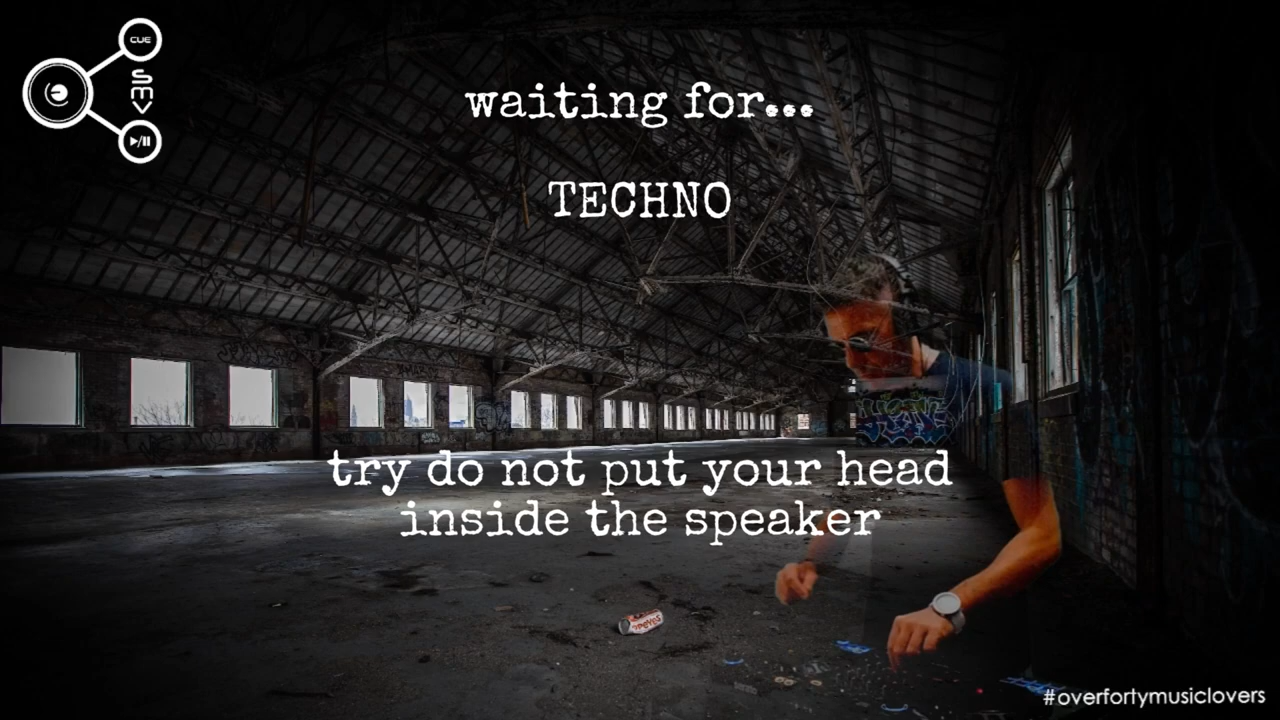 CUE
SMV
waiting for...
TECHNO
try do not put your head
inside the speaker
#overfortymusiclovers